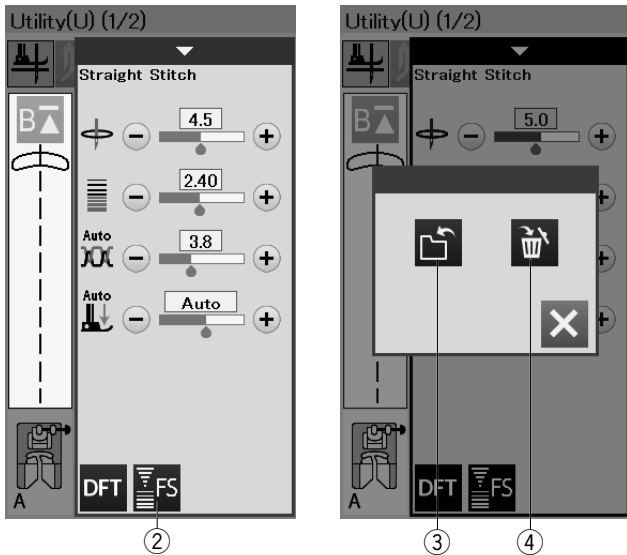 Utility(U) (1/2)
Straight Stitch
B
4.5
2.40
Auto
3.8
Auto
Auto
DFT
FS
A
②
Utility(U) (1/2)
Straight Stitch
B
5.0
DFT
FS
A
③
④